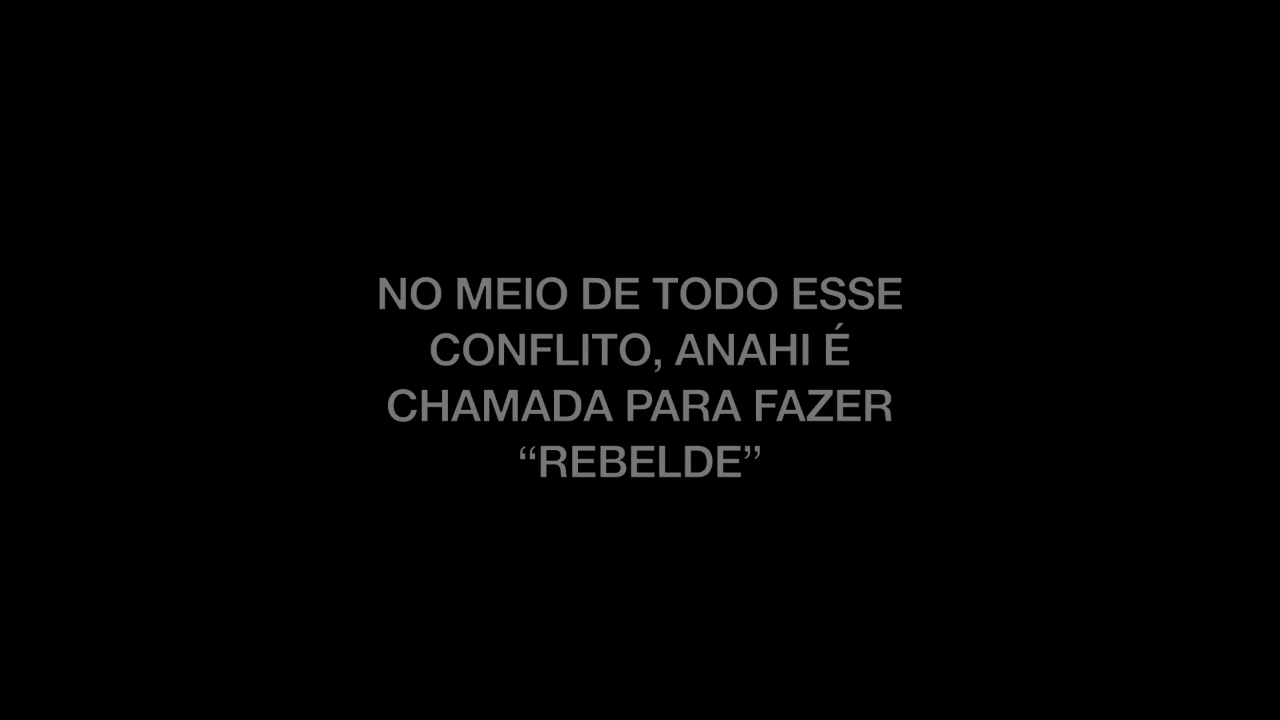 NO MEIO DE TODO ESSE
CONFLITO, ANAHI É
CHAMADA PARA FAZER
“REBELDE”